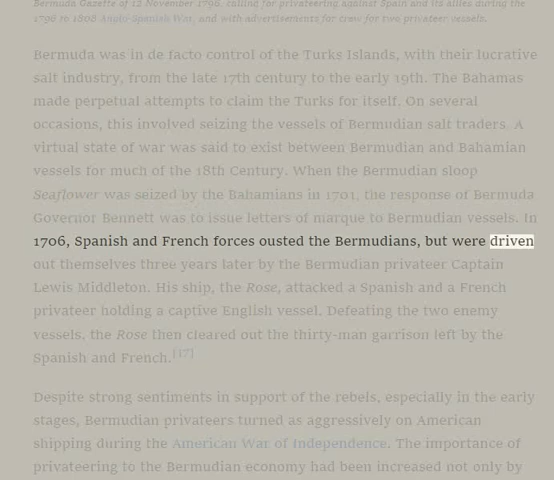 Bermuda Gazette of 12 November 1796, calling for privateering against Spain and its allies during the
1796 to 1808 Anglo-Spanish War, and with advertisements for crew for two privateer vessels.
Bermuda was in de facto control of the Turks Islands, with their lucrative
salt industry, from the late 17th century to the early 19th. The Bahamas
made perpetual attempts to claim the Turks for itself. On several
occasions, this involved seizing the vessels of Bermudian salt traders. A
virtual state of war was said to exist between Bermudian and Bahamian
vessels for much of the 18th Century. When the Bermudian sloop
Seaflower was seized by the Bahamians in 1701, the response of Bermuda
Governor Bennett was to issue letters of marque to Bermudian vessels. In
1706, Spanish and French forces ousted the Bermudians, but were driven
out themselves three years later by the Bermudian privateer Captain
Lewis Middleton. His ship, the Rose, attacked a Spanish and a French
privateer holding a captive English vessel. Defeating the two enemy
vessels, the Rose then cleared out the thirty-man garrison left by the
Spanish and French.[17]
Despite strong sentiments in support of the rebels, especially in the early
stages, Bermudian privateers turned as aggressively on American
shipping during the American War of Independence. The importance of
privateering to the Bermudian economy had been increased not only by